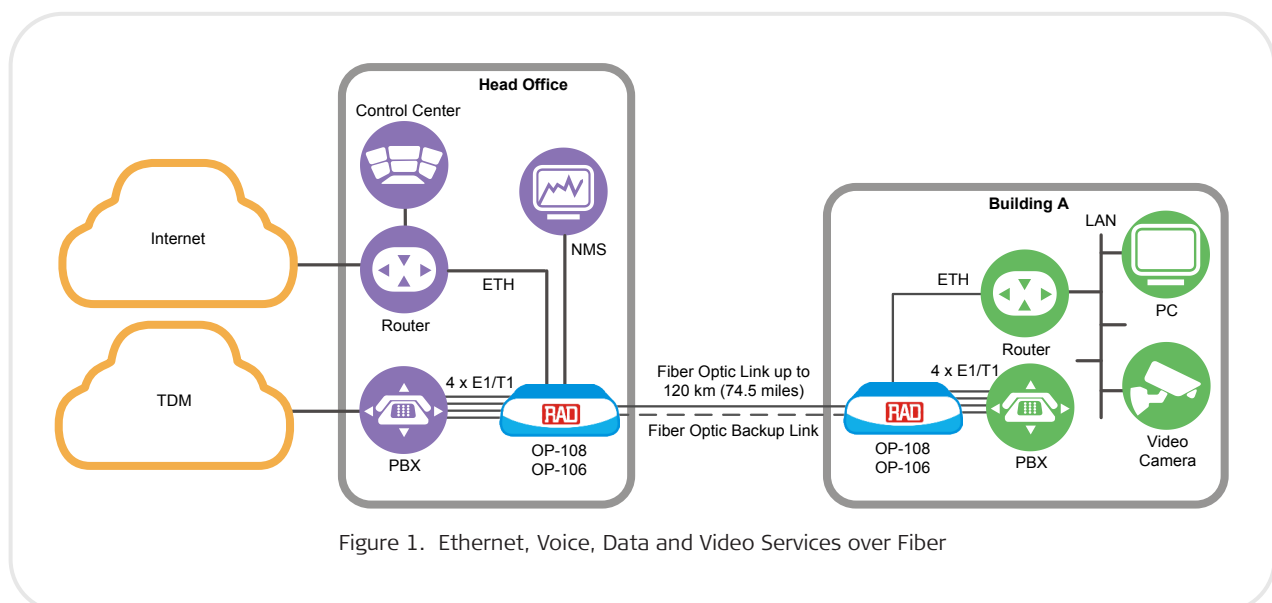 Head Office
Control Center
Internet
NMS
ETH
Router
TDM
4 x E1/T1
RAD
PBX
OP-108
OP-106
Fiber Optic Link up to
120 km (74.5 miles)
Fiber Optic Backup Link
Building A
LAN
ETH
PC
Router
4 x E1/T1
RAD
OP-108
OP-106
PBX
Video
Camera
Figure 1. Ethernet, Voice, Data and Video Services over Fiber